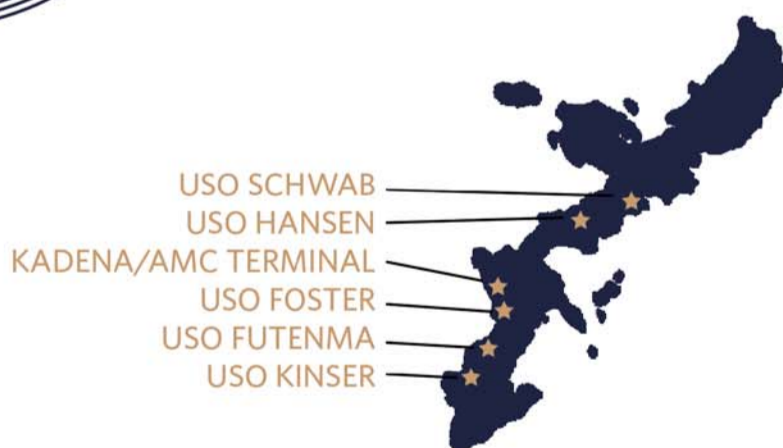 USO SCHWAB
USO HANSEN
KADENA/AMC TERMINAL
USO FOSTER
USO FUTENMA
USO KINSER